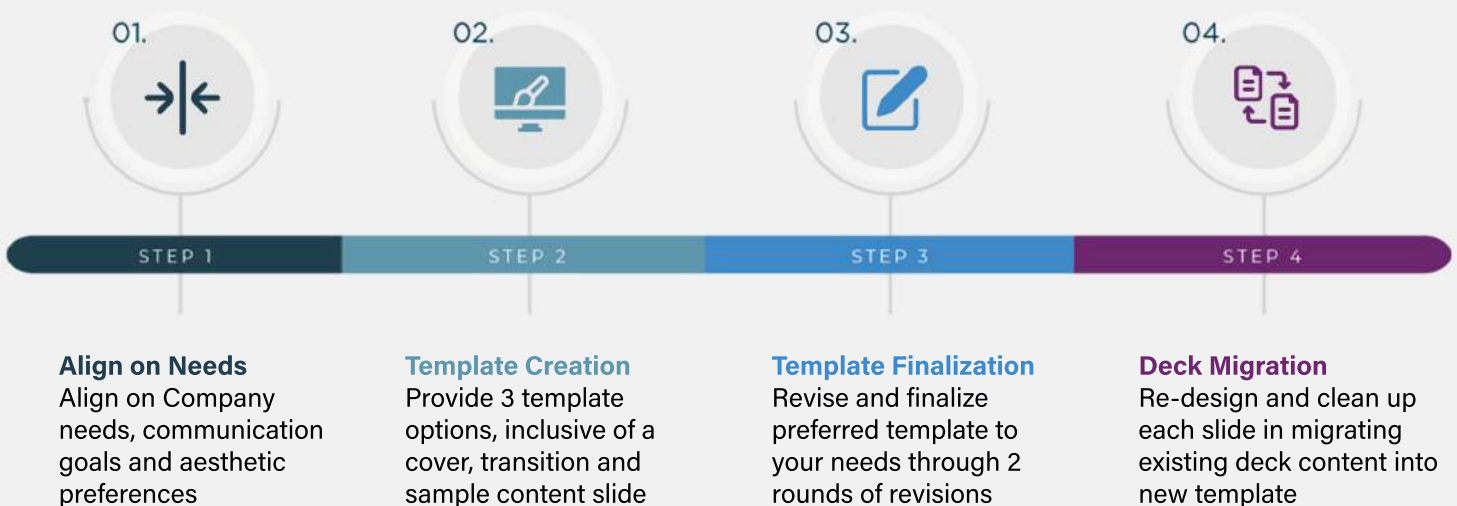 01.
02.
03.
04.
STEP 1
STEP 2
STEP 3
STEP 4
Align on Needs
Align on Company
needs, communication
goals and aesthetic
preferences
Template Creation
Provide 3 template
options, inclusive of a
cover, transition and
sample content slide
Template Finalization
Revise and finalize
preferred template to
your needs through 2
rounds of revisions
Deck Migration
Re-design and clean up
each slide in migrating
existing deck content into
new template